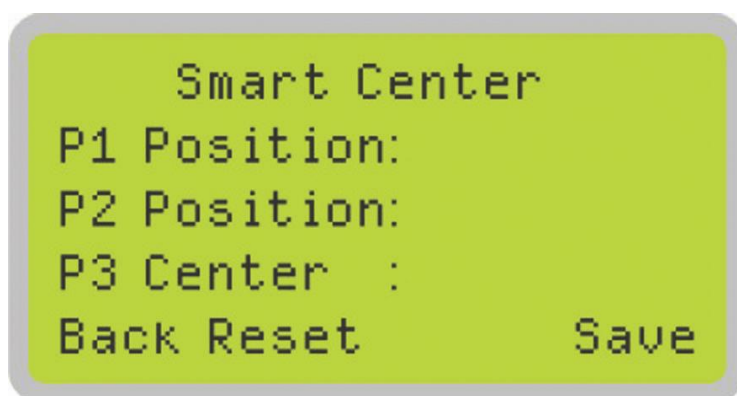 Smart Center
P1 Position:
P2 Position:
P3 Center :
Back Reset Save